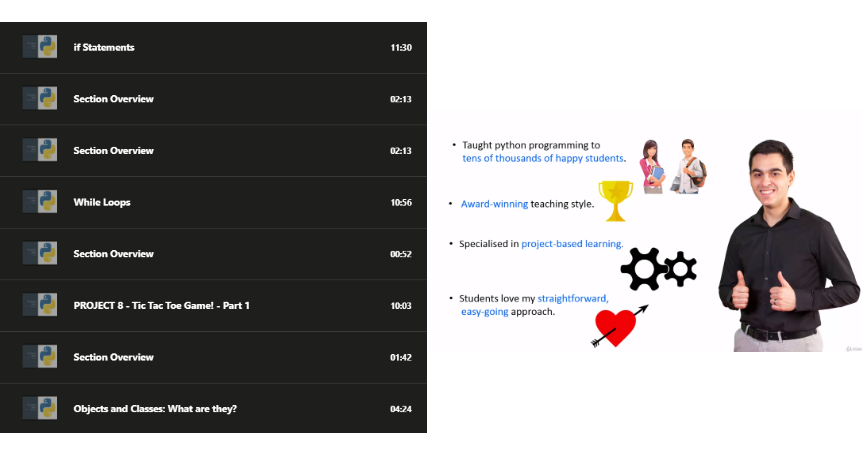 if Statements 11:30
Section Overview 02:13
Section Overview 02:13
While Loops 10:56
Section Overview 00:52
PROJECT 8 - Tic Tac Toe Game! - Part 1 10:03
Section Overview 01:42
Objects and Classes: What are they? 04:24
• Taught python programming to
tens of thousands of happy students.
• Award-winning teaching style.
• Specialised in project-based learning.
• Students love my straightforward,
easy-going approach.